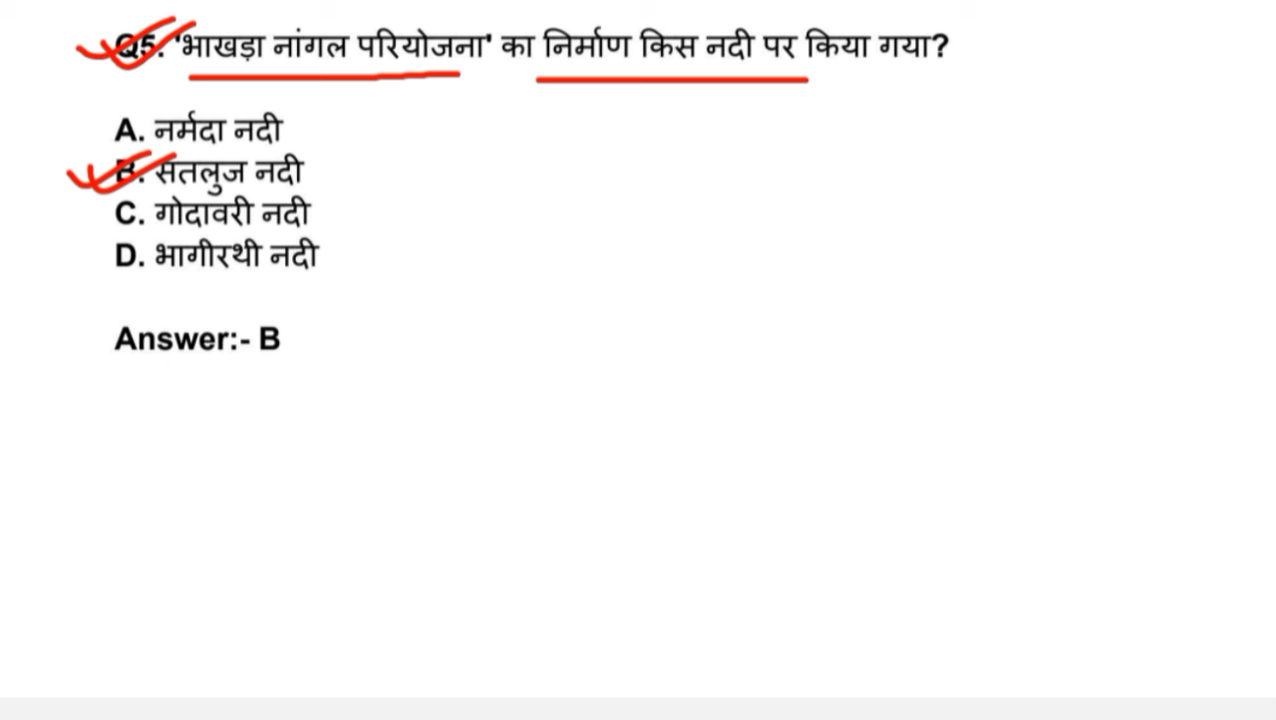 Q5. 'भाखड़ा नांगल परियोजना' का निर्माण किस नदी पर किया गया?
A. नर्मदा नदी
B. सतलुज नदी
C. गोदावरी नदी
D. भागीरथी नदी
Answer:- B